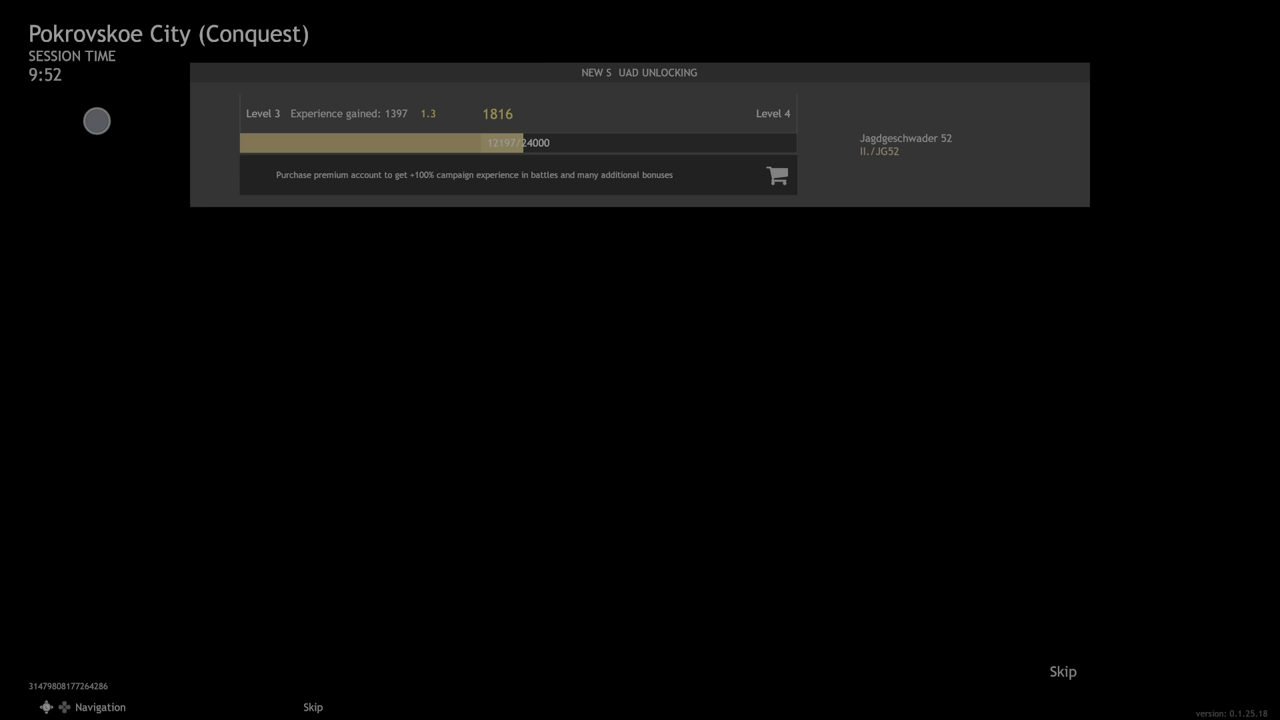 Pokrovskoe City (Conquest)
SESSION TIME
9:52
NEW S UAD UNLOCKING
Level 3 Experience gained: 1397 1.3 1816 Level 4
12197/24000
Jagdgeschwader 52
II./JG52
Purchase premium account to get +100% campaign experience in battles and many additional bonuses
Skip
31479808177264286
Navigation Skip
version: 0.1.25.18